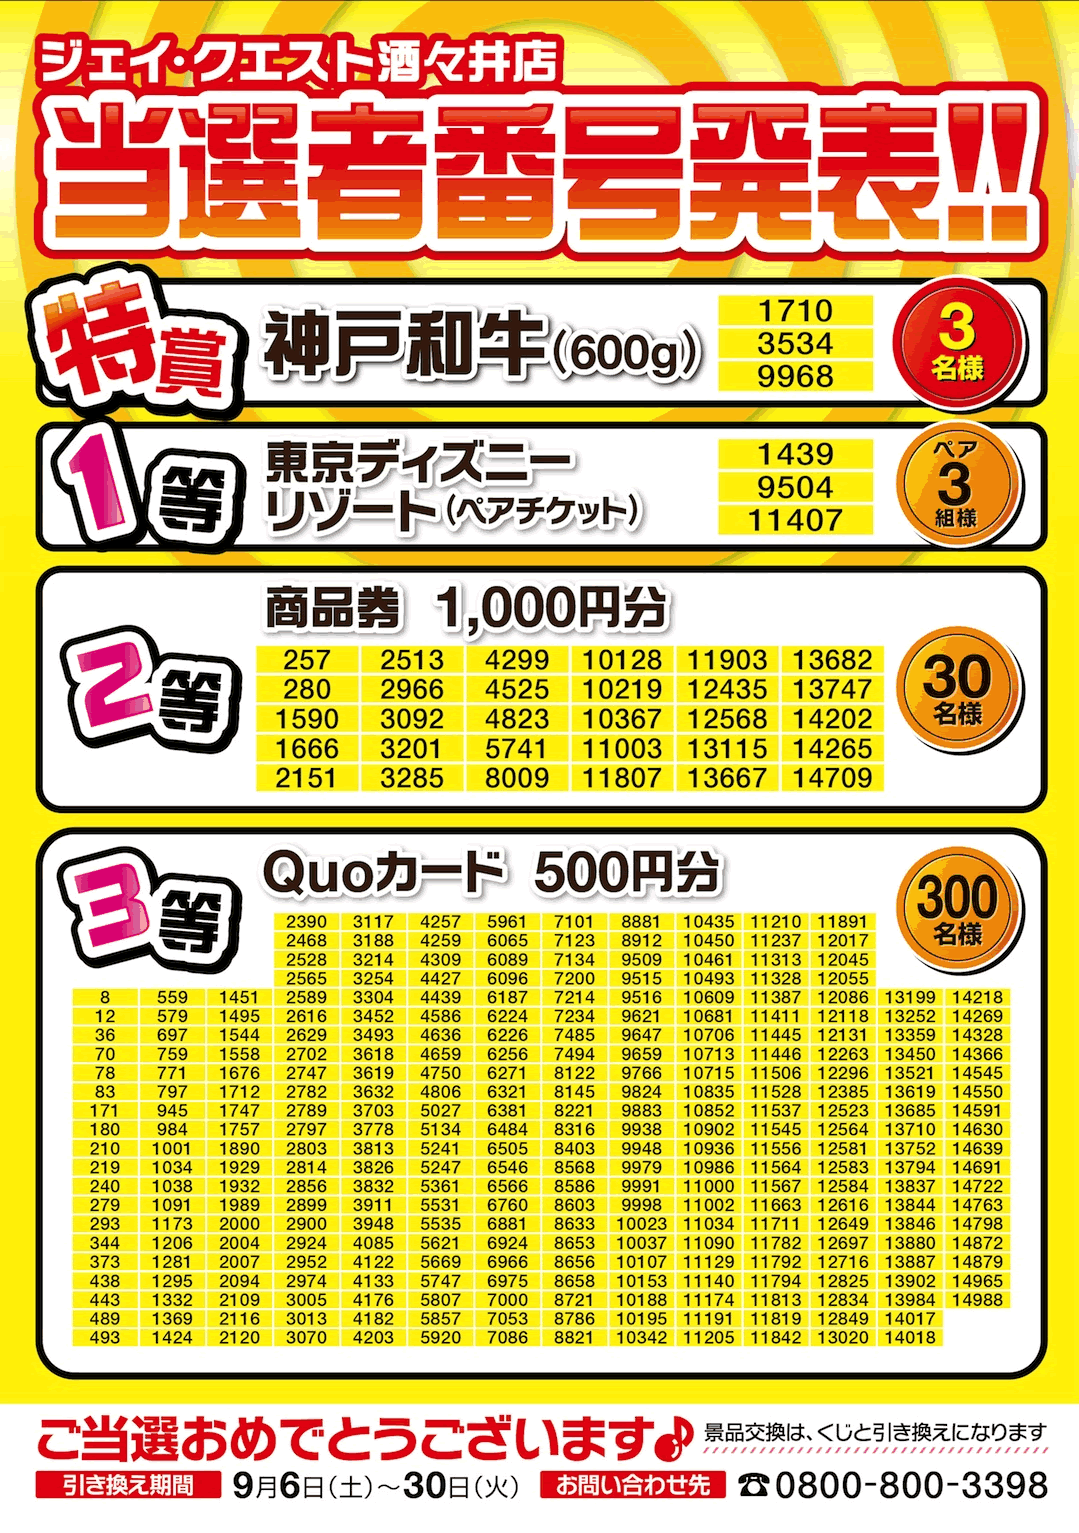 ジェイ・クエスト酒々井店
当選者番号発表!!
特賞 神戸和牛(600g)
1710
3534
9968
3名様
1等 東京ディズニー
リゾート(ペアチケット)
1439
9504
11407
ペア
3
組様
2等 商品券 1,000円分
257 2513 4299 10128 11903 13682
280 2966 4525 10219 12435 13747
1590 3092 4823 10367 12568 14202
1666 3201 5741 11003 13115 14265
2151 3285 8009 11807 13667 14709
30
名様
3等 Quoカード 500円分
300
名様
2390 3117 4257 5961 7101 8881 10435 11210 11891
2468 3188 4259 6065 7123 8912 10450 11237 12017
2528 3214 4309 6089 7134 9509 10461 11313 12045
2565 3254 4427 6096 7200 9515 10493 11328 12055
8 559 1451 2589 3304 4439 6187 7214 9516 10609 11387 12086 13199 14218
12 579 1495 2616 3452 4586 6224 7234 9621 10681 11411 12118 13252 14269
36 697 1544 2629 3493 4636 6226 7485 9647 10706 11445 12131 13359 14328
70 759 1558 2702 3618 4659 6256 7494 9659 10713 11446 12263 13450 14366
78 771 1676 2747 3619 4750 6271 8122 9766 10715 11506 12296 13521 14545
83 797 1712 2782 3632 4806 6321 8145 9824 10835 11528 12385 13619 14550
171 945 1747 2789 3703 5027 6381 8221 9883 10852 11537 12523 13685 14591
180 984 1757 2797 3778 5134 6484 8316 9938 10902 11545 12564 13710 14630
210 1001 1890 2803 3813 5241 6505 8403 9948 10936 11556 12581 13752 14639
219 1034 1929 2814 3826 5247 6546 8568 9979 10986 11564 12583 13794 14691
240 1038 1932 2856 3832 5361 6566 8586 9991 11000 11567 12584 13837 14722
279 1091 1989 2899 3911 5531 6760 8603 9998 11002 11663 12616 13844 14763
293 1173 2000 2900 3948 5535 6881 8633 10023 11034 11711 12649 13846 14798
344 1206 2004 2924 4085 5621 6924 8653 10037 11090 11782 12697 13880 14872
373 1281 2007 2952 4122 5669 6966 8656 10107 11129 11792 12716 13887 14879
438 1295 2094 2974 4133 5747 6975 8658 10153 11140 11794 12825 13902 14965
443 1332 2109 3005 4176 5807 7000 8721 10188 11174 11813 12834 13984 14988
489 1369 2116 3013 4182 5857 7053 8786 10195 11191 11819 12849 14017
493 1424 2120 3070 4203 5920 7086 8821 10342 11205 11842 13020 14018
ご当選おめでとうございます♪ 景品交換は、くじと引き換えになります
引き換え期間 9月6日(土)～30日(火) お問い合わせ先 ☎0800-800-3398